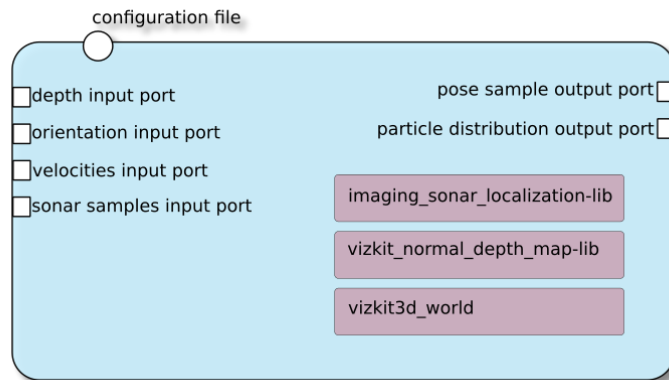 configuration file
depth input port
orientation input port
velocities input port
sonar samples input port
pose sample output port
particle distribution output port
imaging_sonar_localization-lib
vizkit_normal_depth_map-lib
vizkit3d_world